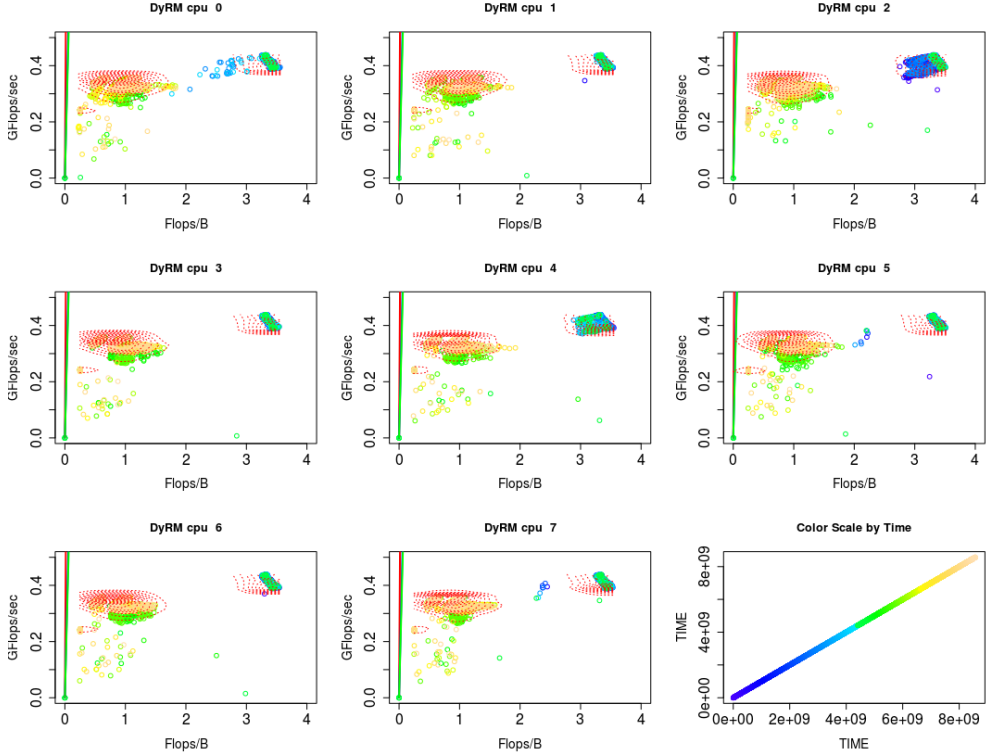 DyRM cpu 0
GFlops/sec
0.0 0.2 0.4
0 1 2 3 4
Flops/B
DyRM cpu 1
GFlops/sec
0.0 0.2 0.4
0 1 2 3 4
Flops/B
DyRM cpu 2
GFlops/sec
0.0 0.2 0.4
0 1 2 3 4
Flops/B
DyRM cpu 3
GFlops/sec
0.0 0.2 0.4
0 1 2 3 4
Flops/B
DyRM cpu 4
GFlops/sec
0.0 0.2 0.4
0 1 2 3 4
Flops/B
DyRM cpu 5
GFlops/sec
0.0 0.2 0.4
0 1 2 3 4
Flops/B
DyRM cpu 6
GFlops/sec
0.0 0.2 0.4
0 1 2 3 4
Flops/B
DyRM cpu 7
GFlops/sec
0.0 0.2 0.4
0 1 2 3 4
Flops/B
Color Scale by Time
TIME
0e+00 4e+09 8e+09
0e+00 2e+09 4e+09 6e+09 8e+09
TIME